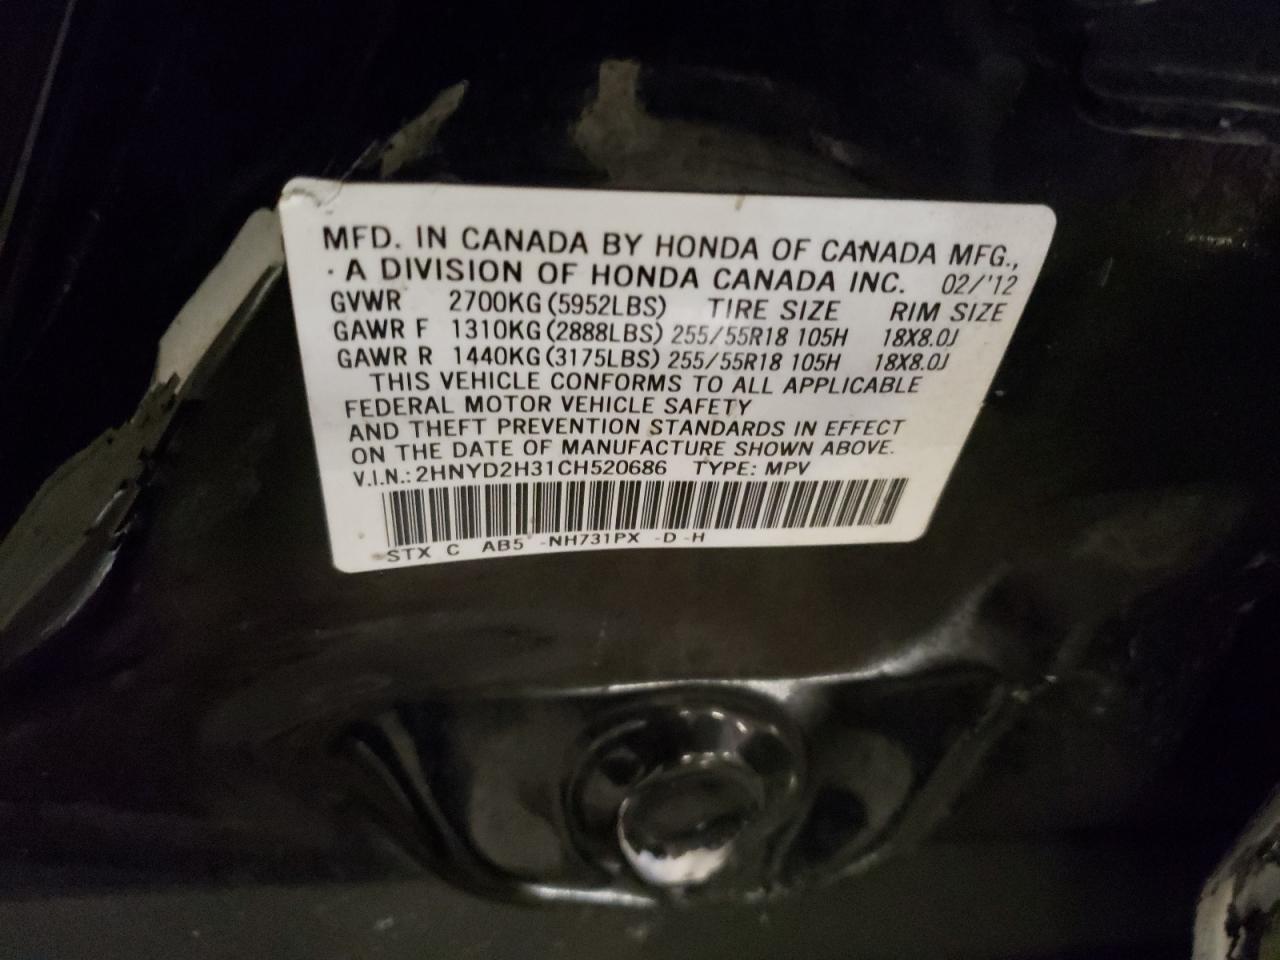 MFD. IN CANADA BY HONDA OF CANADA MFG.,
A DIVISION OF HONDA CANADA INC. 02/'12
GVWR 2700KG (5952LBS) TIRE SIZE RIM SIZE
GAWR F 1310KG (2888LBS) 255/55R18 105H 18X8.0J
GAWR R 1440KG (3175LBS) 255/55R18 105H 18X8.0J
THIS VEHICLE CONFORMS TO ALL APPLICABLE
FEDERAL MOTOR VEHICLE SAFETY
AND THEFT PREVENTION STANDARDS IN EFFECT
ON THE DATE OF MANUFACTURE SHOWN ABOVE.
V.I.N.: 2HNYD2H31CH520686 TYPE: MPV
STX C AB5 -NH731PX -D -H